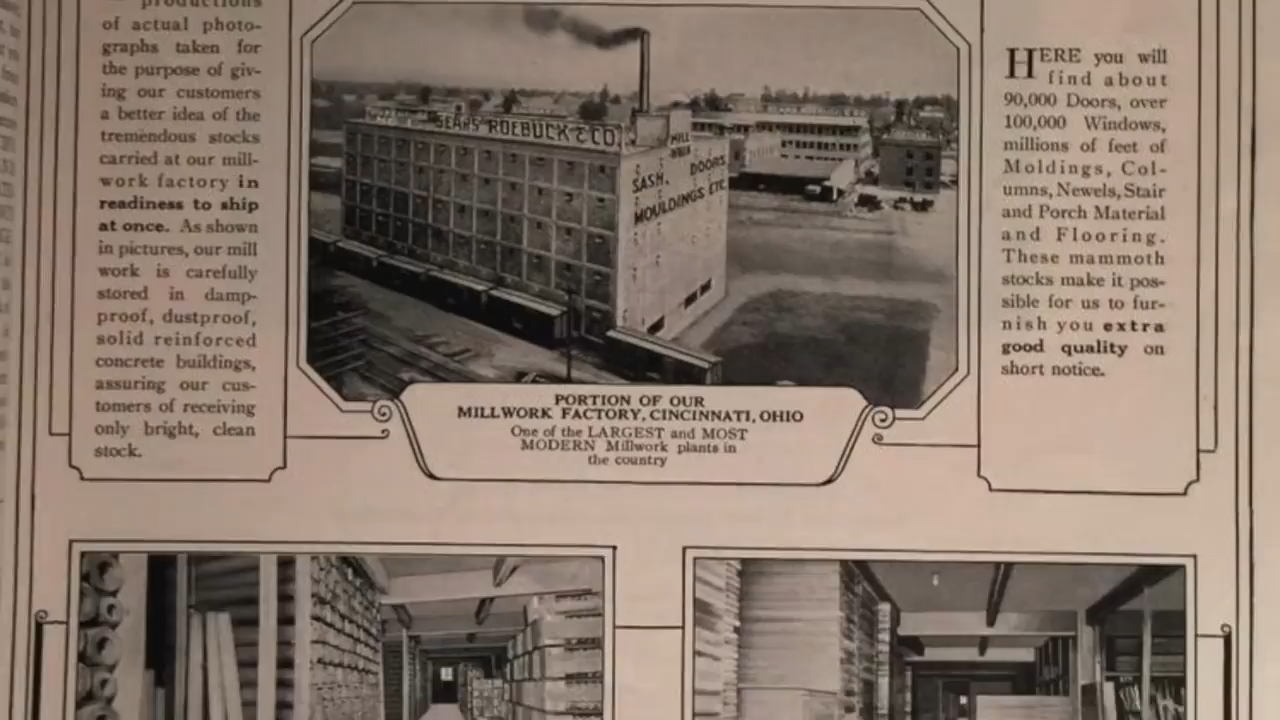 productions
of actual photo-
graphs taken for
the purpose of giv-
ing our customers
a better idea of the
tremendous stocks
carried at our mill-
work factory in
readiness to ship
at once. As shown
in pictures, our mill
work is carefully
stored in damp-
proof, dustproof,
solid reinforced
concrete buildings,
assuring our cus-
tomers of receiving
only bright, clean
stock.
SEARS ROEBUCK & CO.
MILL
WORK
SASH, DOORS,
MOULDINGS ETC.
PORTION OF OUR
MILLWORK FACTORY, CINCINNATI, OHIO
One of the LARGEST and MOST
MODERN Millwork plants in
the country
HERE you will
find about
90,000 Doors, over
100,000 Windows,
millions of feet of
Moldings, Col-
umns, Newels, Stair
and Porch Material
and Flooring.
These mammoth
stocks make it pos-
sible for us to fur-
nish you extra
good quality on
short notice.